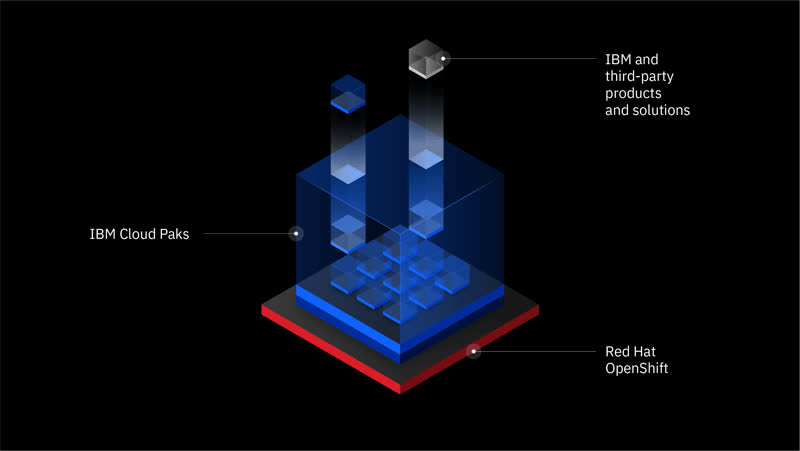 IBM and
third-party
products
and solutions
IBM Cloud Paks
Red Hat
OpenShift